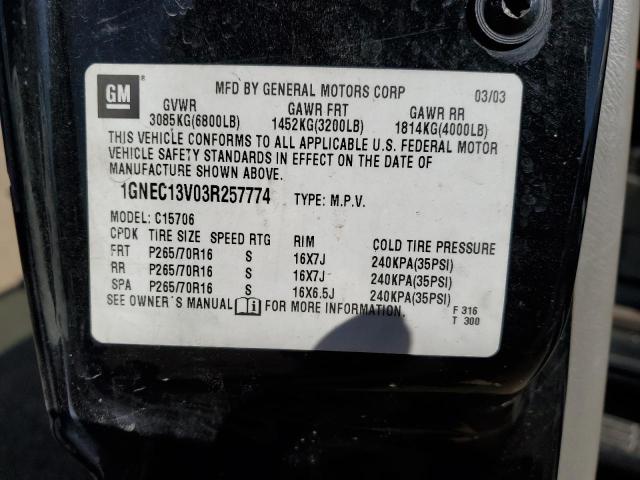 GM
®
MFD BY GENERAL MOTORS CORP 03/03
GVWR GAWR FRT GAWR RR
3085KG(6800LB) 1452KG(3200LB) 1814KG(4000LB)
THIS VEHICLE CONFORMS TO ALL APPLICABLE U.S. FEDERAL MOTOR
VEHICLE SAFETY STANDARDS IN EFFECT ON THE DATE OF
MANUFACTURE SHOWN ABOVE.
1GNEC13V03R257774 TYPE: M.P.V.
MODEL: C15706
CPDK TIRE SIZE SPEED RTG RIM COLD TIRE PRESSURE
FRT P265/70R16 S 16X7J 240KPA(35PSI)
RR P265/70R16 S 16X7J 240KPA(35PSI)
SPA P265/70R16 S 16X6.5J 240KPA(35PSI)
SEE OWNER'S MANUAL FOR MORE INFORMATION. F 316
T 300